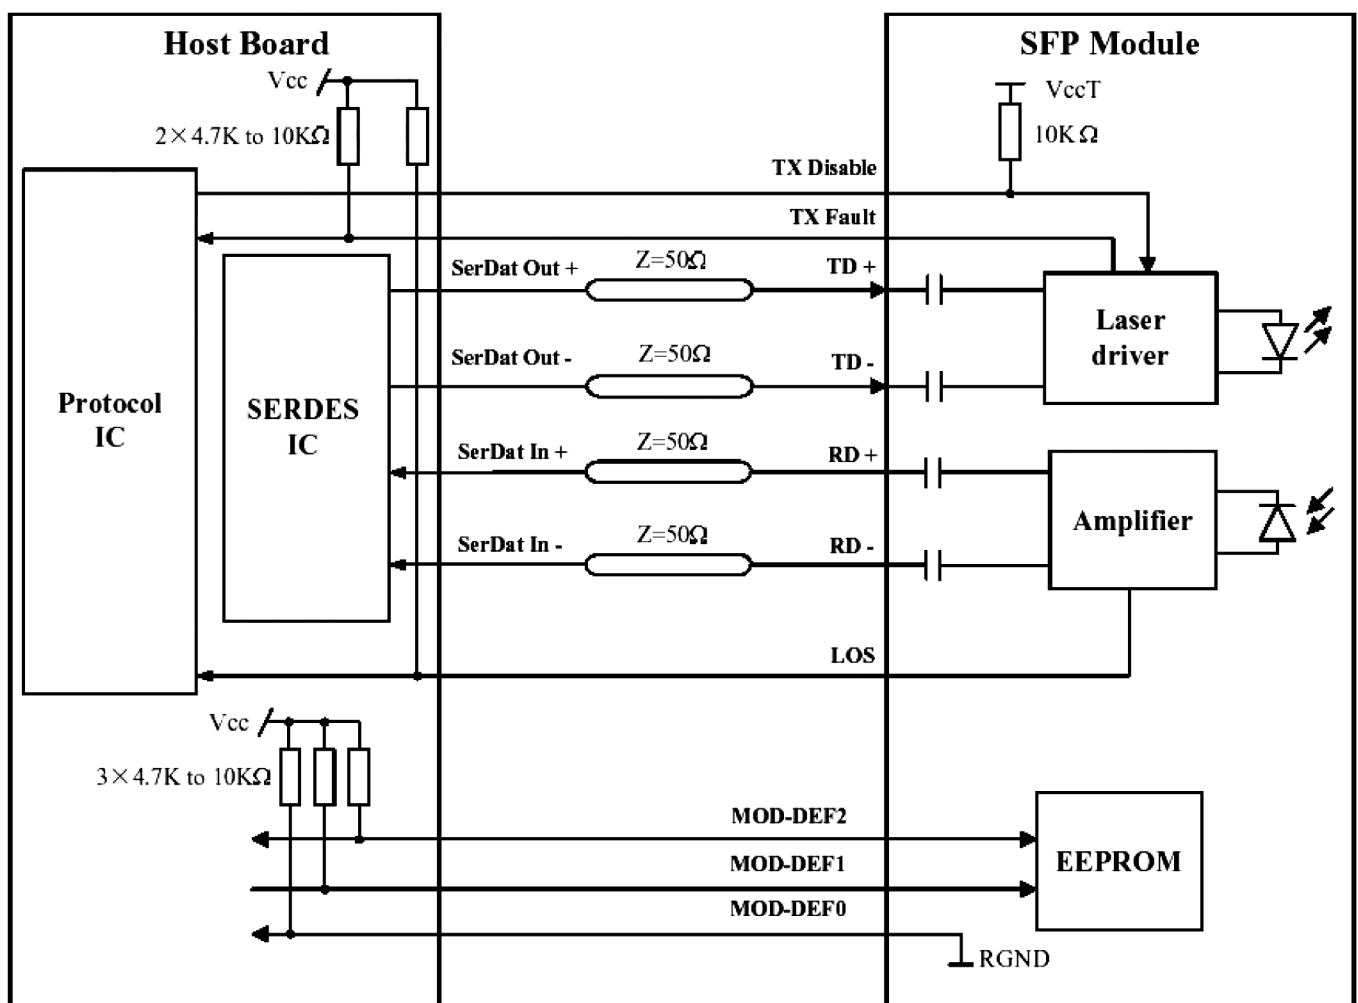 Host Board
SFP Module
Vcc
VccT
2×4.7K to 10KΩ
10KΩ
TX Disable
TX Fault
SerDat Out +
Z=50Ω
TD +
Laser
driver
SerDat Out -
Z=50Ω
TD -
Protocol
IC
SERDES
IC
SerDat In +
Z=50Ω
RD +
Amplifier
SerDat In -
Z=50Ω
RD -
LOS
Vcc
3×4.7K to 10KΩ
MOD-DEF2
MOD-DEF1
EEPROM
MOD-DEF0
RGND